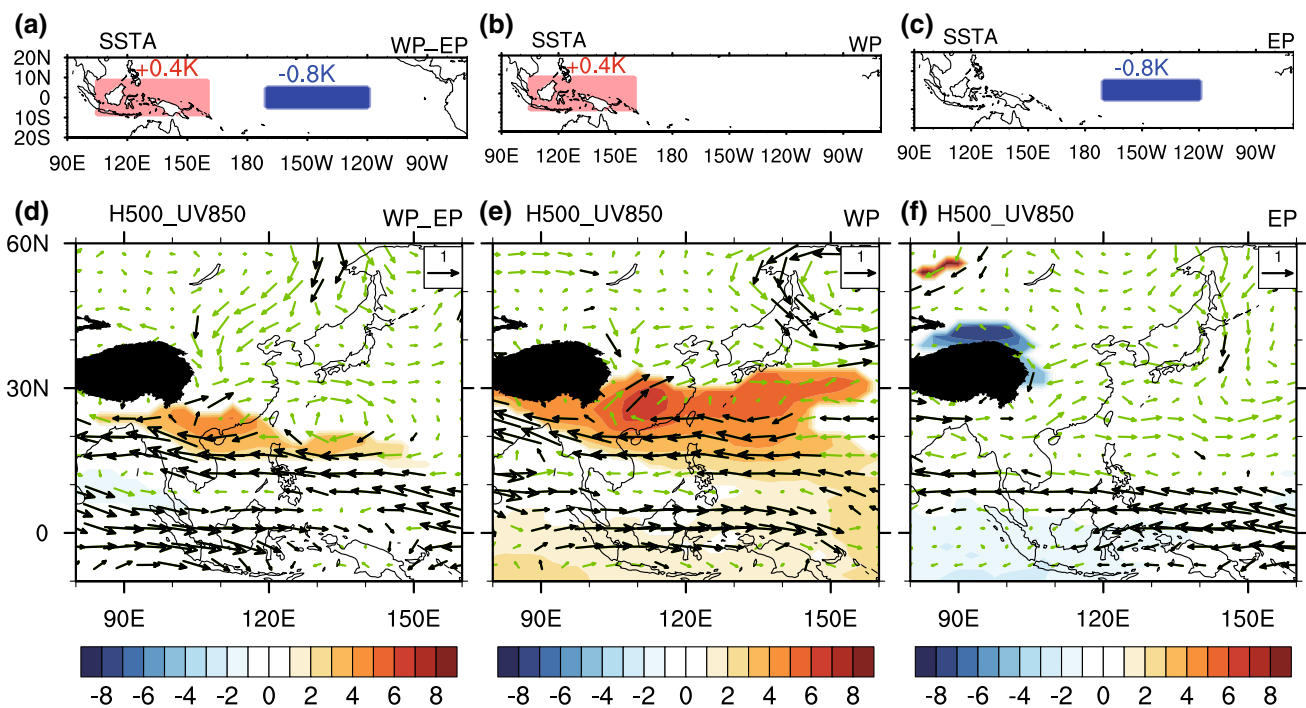 (a) (b) (c)
SSTA WP_EP SSTA WP SSTA EP
20N +0.4K -0.8K +0.4K -0.8K
10N
0
10S
20S
90E 120E 180 150W 120W 90W 90E 120E 180 150W 120W 90W 90E 120E 180 150W 120W 90W
(d) H500_UV850 WP_EP (e) H500_UV850 WP (f) H500_UV850 EP
60N 1 1 1
30N
0
90E 120E 150E 90E 120E 150E 90E 120E 150E
-8 -6 -4 -2 0 2 4 6 8 -8 -6 -4 -2 0 2 4 6 8 -8 -6 -4 -2 0 2 4 6 8